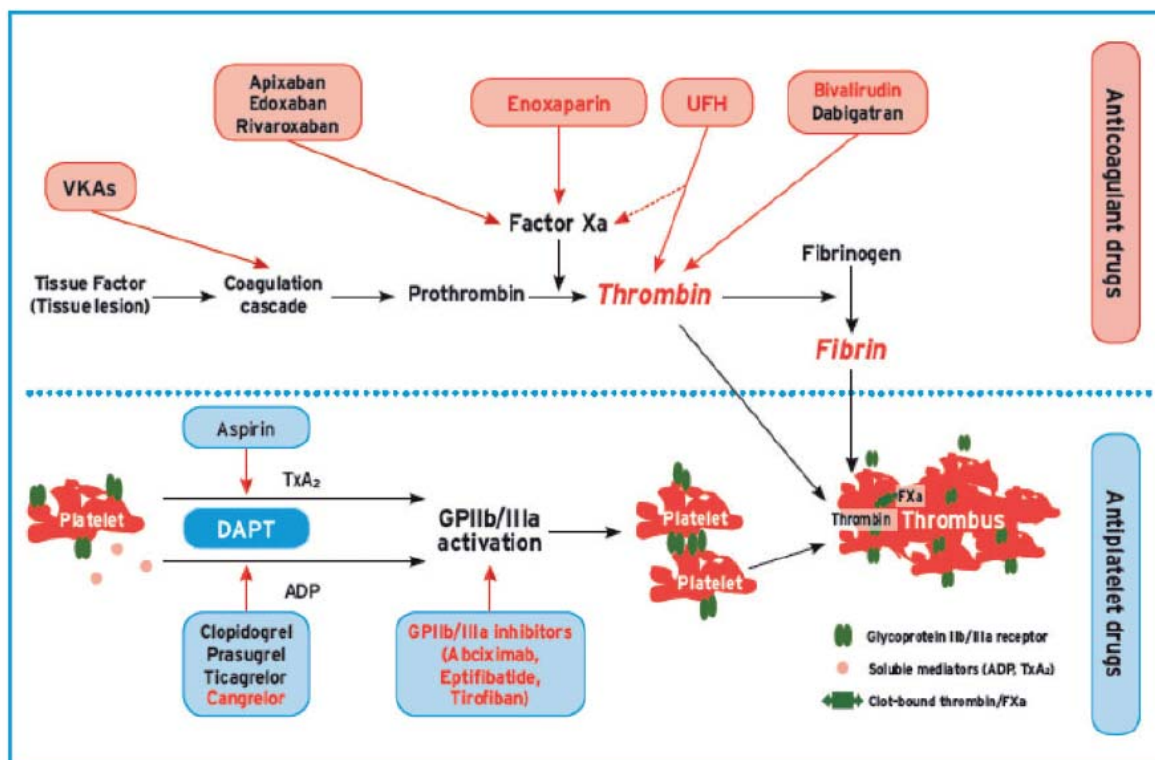 Apixaban
Edoxaban
Rivaroxaban
Enoxaparin
UFH
Bivalirudin
Dabigatran
Anticoagulant drugs
VKAs
Factor Xa
Fibrinogen
Tissue Factor
(Tissue lesion)
Coagulation
cascade
Prothrombin
Thrombin
Fibrin
Aspirin
TxA₂
Platelet
DAPT
GPIIb/IIIa
activation
ADP
Platelet
Platelet
FXa
Thrombin
Thrombus
Antiplatelet drugs
Clopidogrel
Prasugrel
Ticagrelor
Cangrelor
GPIIb/IIIa inhibitors
(Abciximab,
Eptifibatide,
Tirofiban)
Glycoprotein IIb/IIIa receptor
Soluble mediators (ADP, TxA₂)
Clot-bound thrombin/FXa